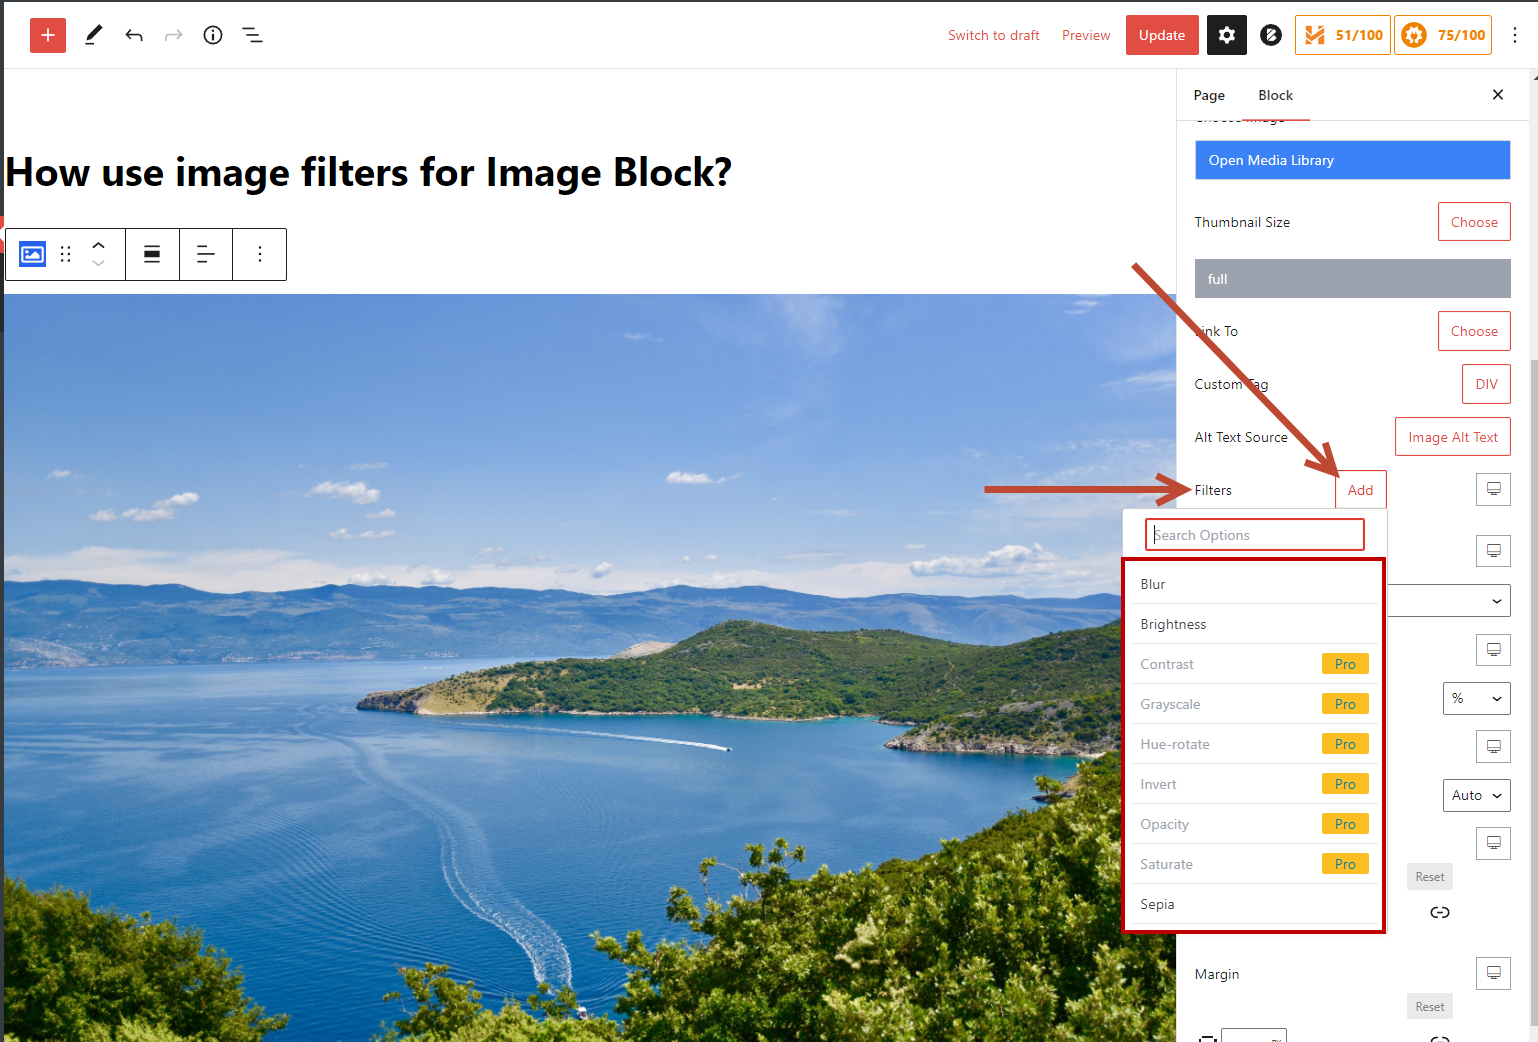 Switch to draft
Preview
Update
51/100
75/100
Page
Block
Choose Image
Open Media Library
How use image filters for Image Block?
Thumbnail Size
Choose
full
Link To
Choose
Custom Tag
DIV
Alt Text Source
Image Alt Text
Filters
Add
Search Options
Blur
Brightness
Contrast
Pro
Grayscale
Pro
%
Hue-rotate
Pro
Invert
Pro
Auto
Opacity
Pro
Saturate
Pro
Reset
Sepia
Margin
Reset